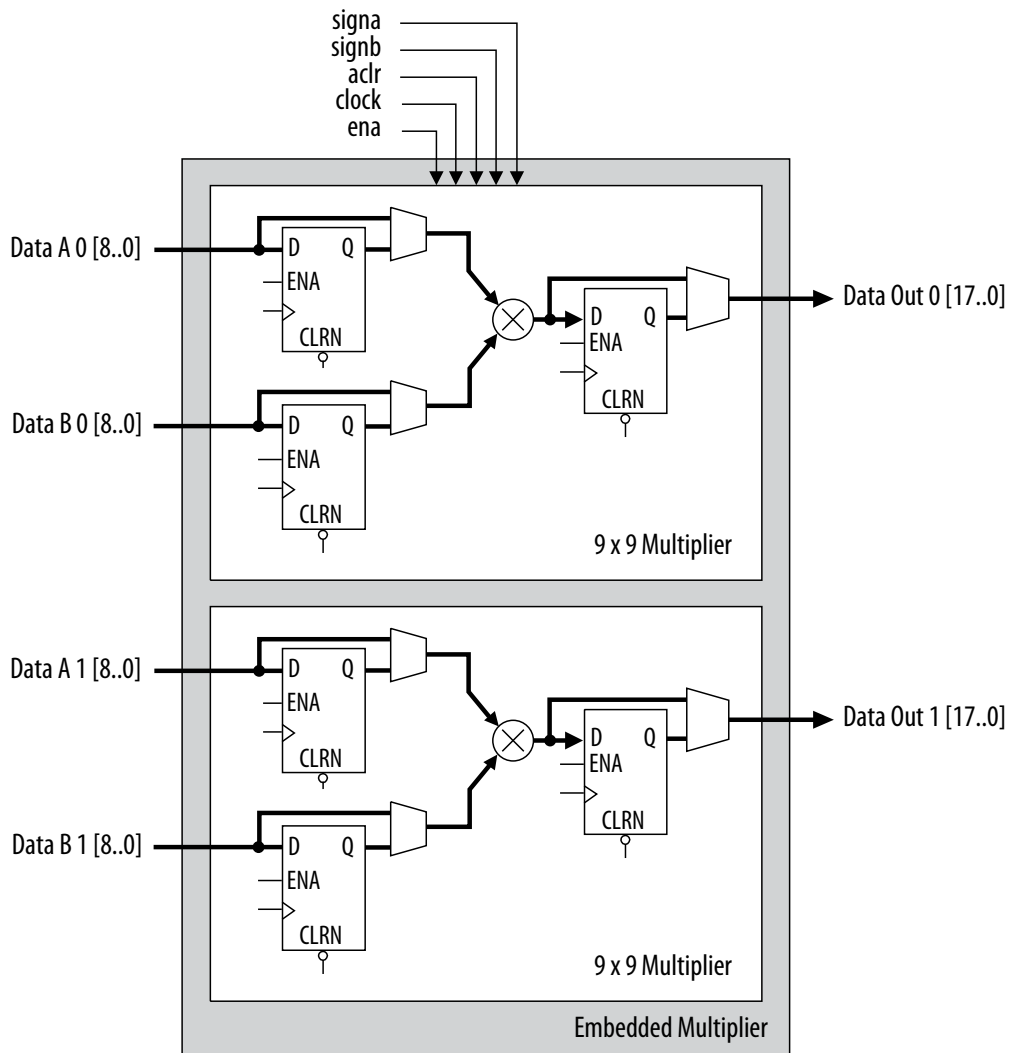 signa
signb
aclr
clock
ena
Data A 0 [8..0]
D Q
ENA
CLRN
Data B 0 [8..0]
D Q
ENA
CLRN
D Q
ENA
CLRN
Data Out 0 [17..0]
9 x 9 Multiplier
Data A 1 [8..0]
D Q
ENA
CLRN
Data B 1 [8..0]
D Q
ENA
CLRN
D Q
ENA
CLRN
Data Out 1 [17..0]
9 x 9 Multiplier
Embedded Multiplier